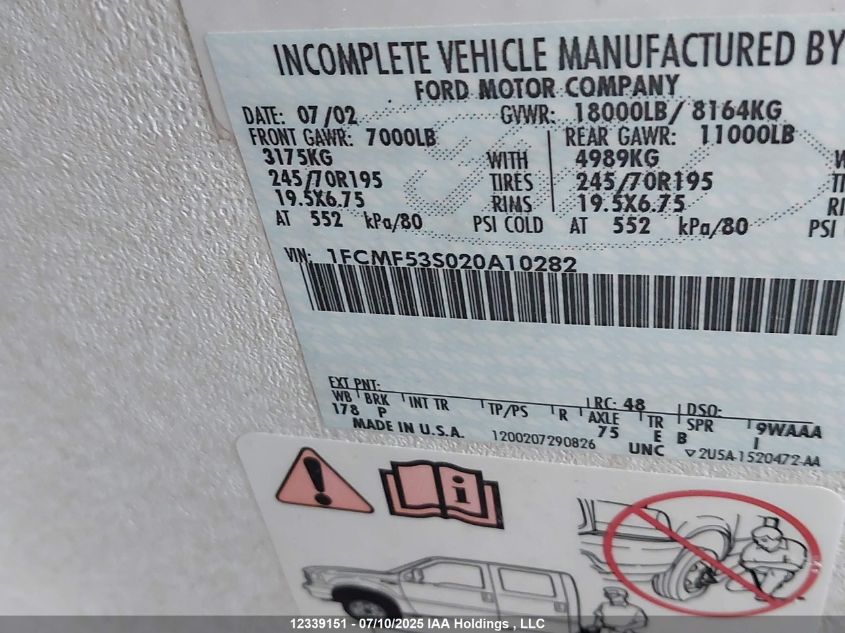 INCOMPLETE VEHICLE MANUFACTURED BY
FORD MOTOR COMPANY
DATE: 07/02 GVWR: 18000LB/ 8164KG
FRONT GAWR: 7000LB REAR GAWR: 11000LB
3175KG WITH 4989KG W
245/70R195 TIRES 245/70R195 TI
19.5X6.75 RINS 19.5X6.75 RI
AT 552 kPa/80 PSI COLD AT 552 kPa/80 PSI
VIN: 1FCMF53S020A10282
EXT PNT: RC: 48 DSO:
WB BRK INT TR TP/PS R AXLE TR SPR 9WAAA
178 P 75 E B I
MADE IN U.S.A. 1200207290826 UNC 2U5A-1520472-AA
12339151 - 07/10/2025 IAA Holdings , LLC